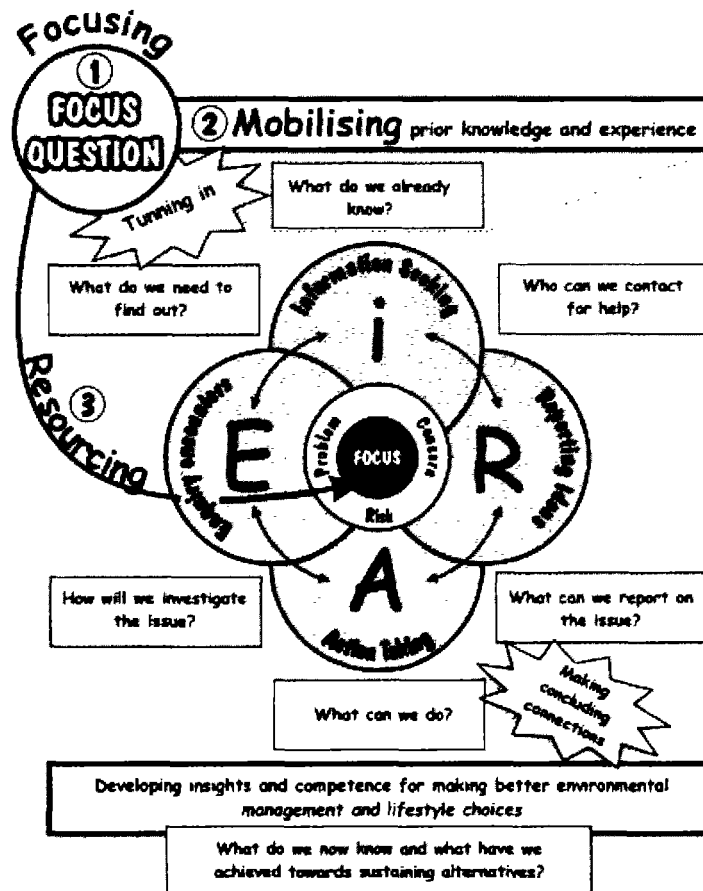 Focusing
1
FOCUS
QUESTION
2 Mobilising prior knowledge and experience
Tunning in
What do we already
know?
What do we need to
find out?
Who can we contact
for help?
Information Seeking
i
Resourcing
3
Enquiry encounters
E
Problem
Concern
Risk
FOCUS
R
Reporting Ideas
A
Action Taking
How will we investigate
the issue?
What can we report on
the issue?
What can we do?
Making
concluding
connections
Developing insights and competence for making better environmental
management and lifestyle choices
What do we now know and what have we
achieved towards sustaining alternatives?